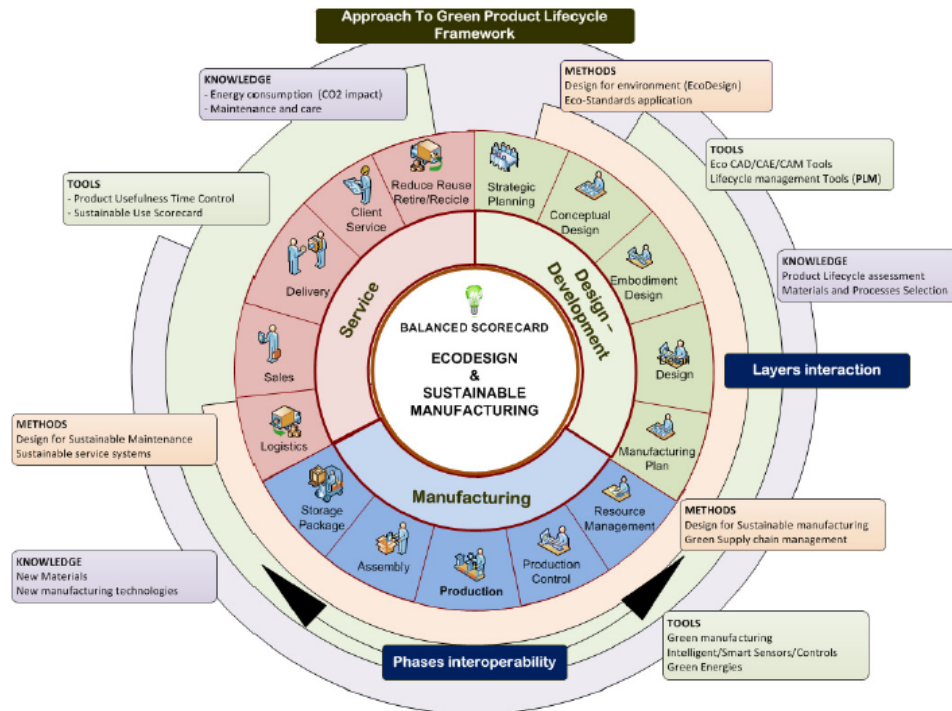 Approach To Green Product Lifecycle
Framework
KNOWLEDGE
- Energy consumption (CO2 impact)
- Maintenance and care
METHODS
Design for environment (EcoDesign)
Eco-Standards application
TOOLS
Eco CAD/CAE/CAM Tools
Lifecycle management Tools (PLM)
TOOLS
- Product Usefulness Time Control
- Sustainable Use Scorecard
KNOWLEDGE
Product Lifecycle assessment
Materials and Processes Selection
Reduce Reuse
Retire/Recicle
Strategic
Planning
Client
Service
Conceptual
Design
Delivery
Embodiment
Design
Sales
Design
Logistics
Manufacturing
Plan
Service
Design –
Development
BALANCED SCORECARD
ECODESIGN
&
SUSTAINABLE
MANUFACTURING
Layers interaction
METHODS
Design for Sustainable Maintenance
Sustainable service systems
Manufacturing
Storage
Package
Assembly
Production
Production
Control
Resource
Management
METHODS
Design for Sustainable manufacturing
Green Supply chain management
KNOWLEDGE
New Materials
New manufacturing technologies
TOOLS
Green manufacturing
Intelligent/Smart Sensors/Controls
Green Energies
Phases interoperability